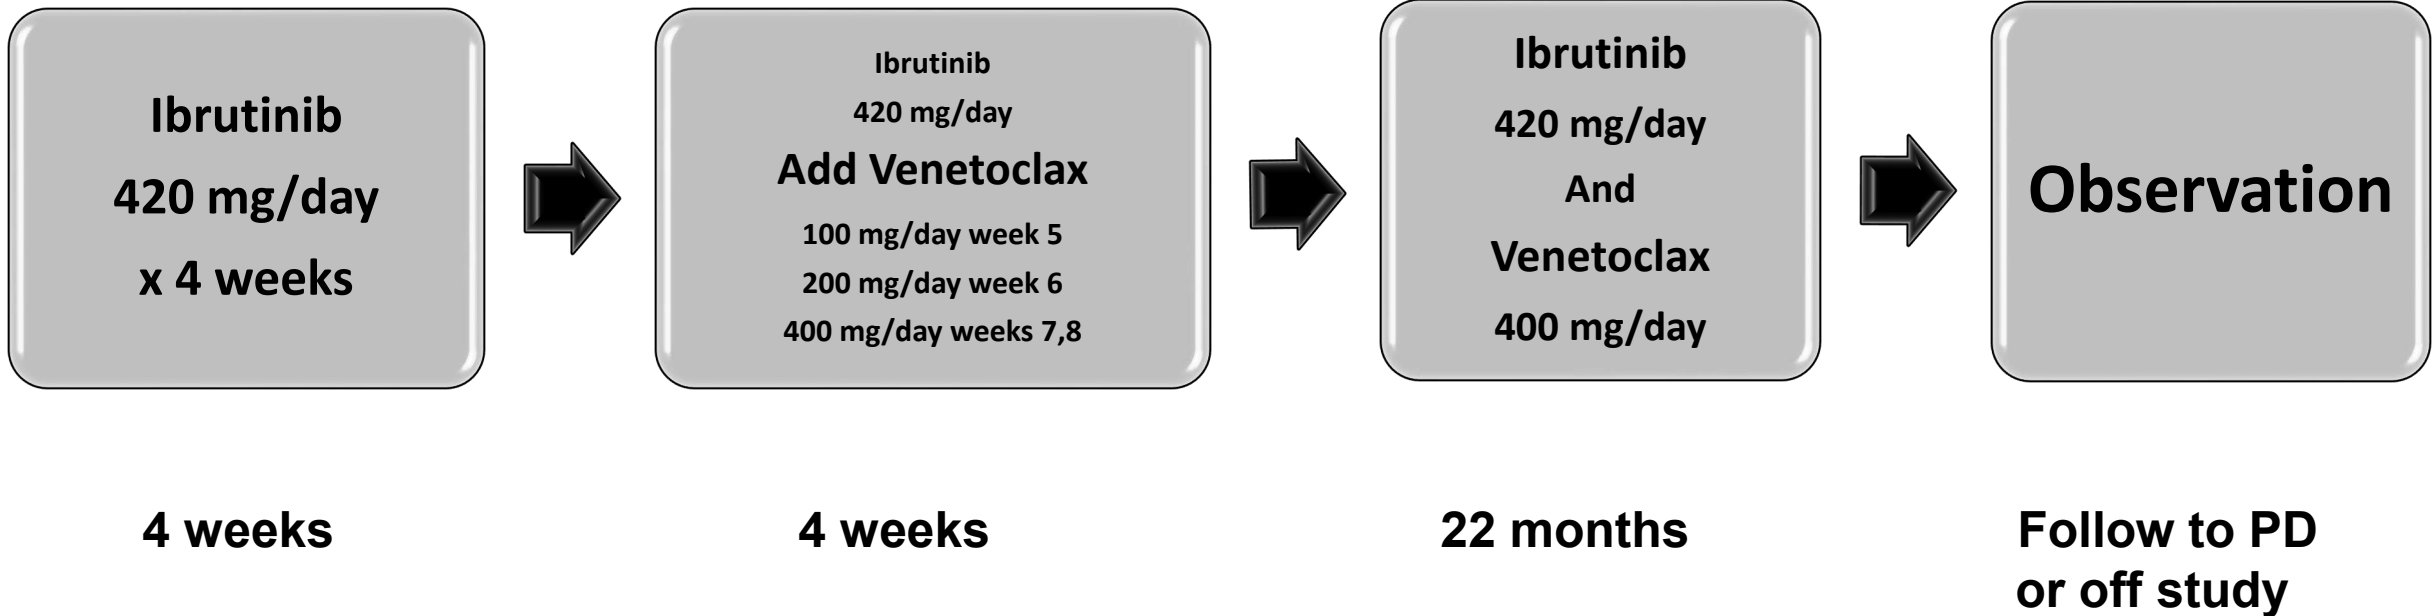 Ibrutinib
420 mg/day
x 4 weeks
Ibrutinib
420 mg/day
Add Venetoclax
100 mg/day week 5
200 mg/day week 6
400 mg/day weeks 7,8
Ibrutinib
420 mg/day
And
Venetoclax
400 mg/day
Observation
4 weeks
4 weeks
22 months
Follow to PD
or off study